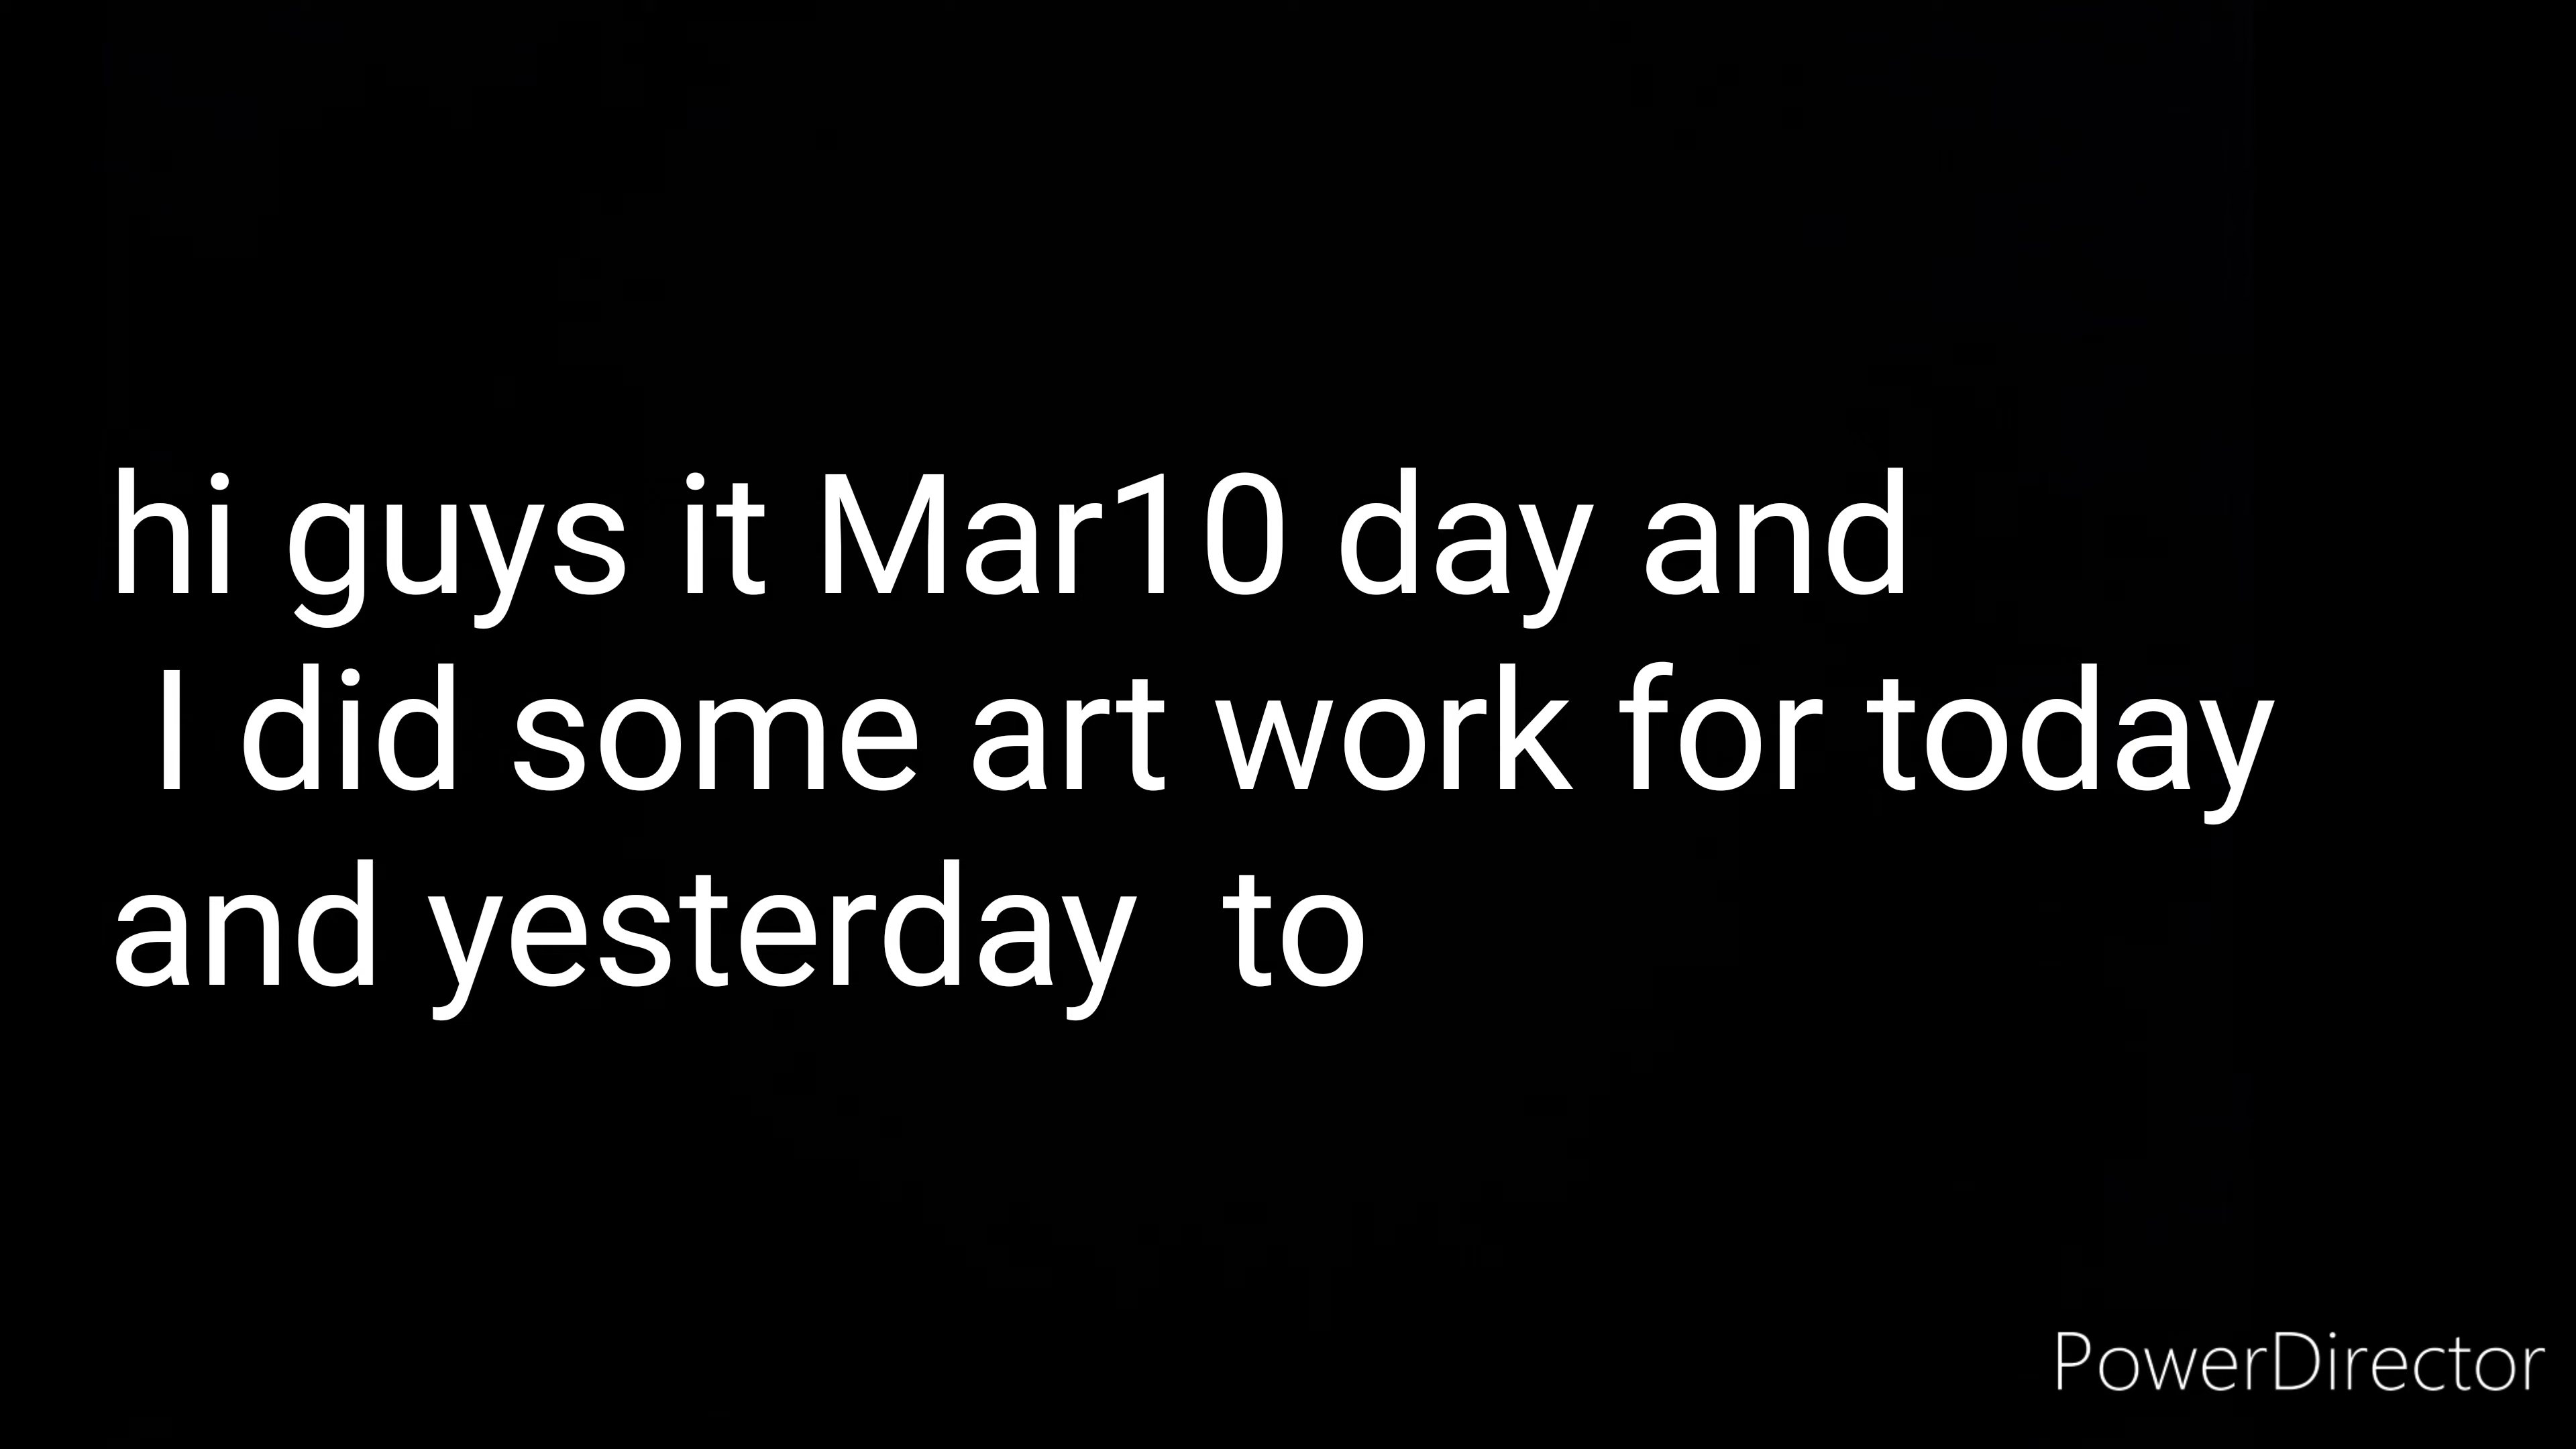 hi guys it Mar10 day and
I did some art work for today
and yesterday  to
PowerDirector